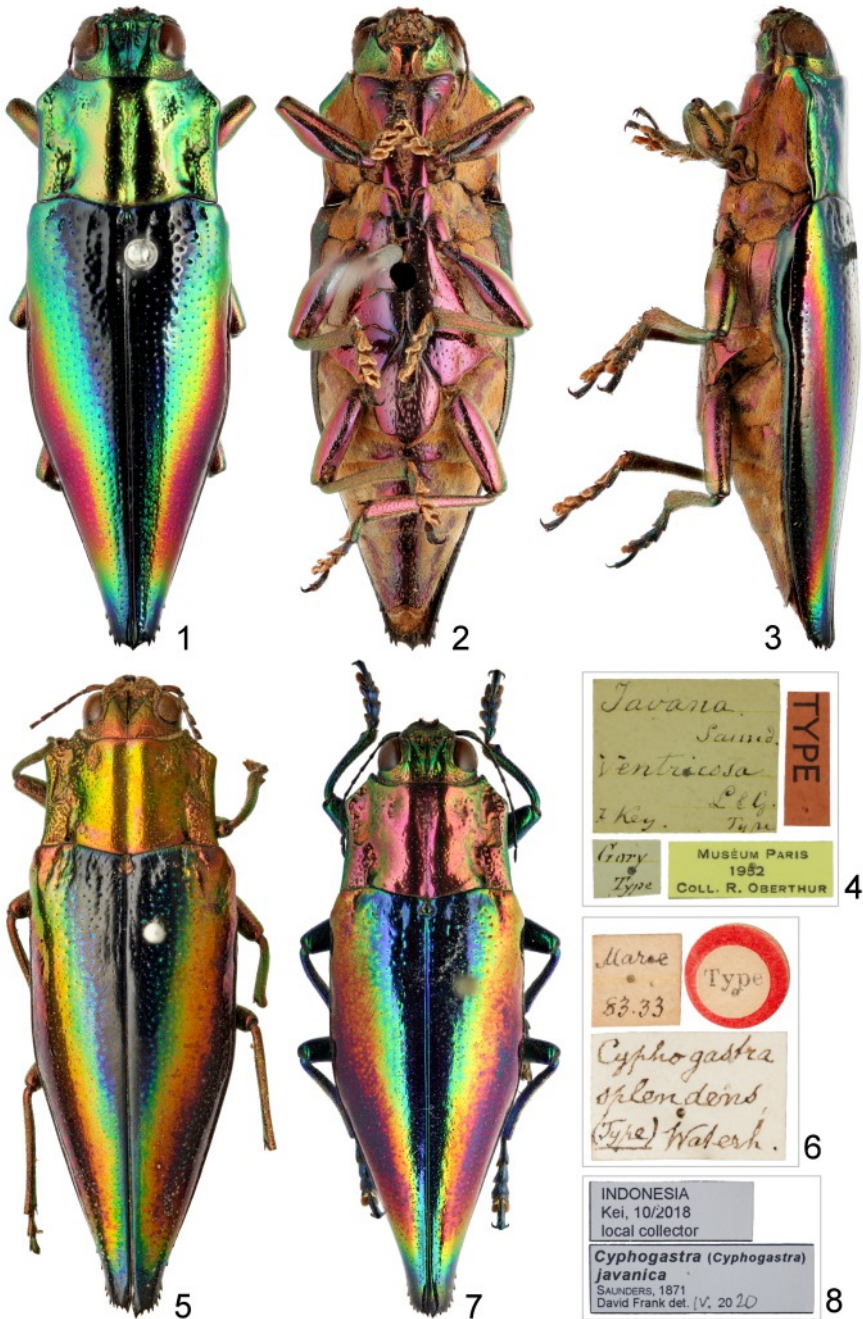 1
2
3
Javana
Saund.
Ventricosa
L & G.
I Key. Type
TYPE
Gory
Type
MUSÉUM PARIS
1952
COLL. R. OBERTHUR
4
5
7
Mar
83.33
Type
Cyphogastra
splendens,
(Type) Waterh.
6
INDONESIA
Kei, 10/2018
local collector
Cyphogastra (Cyphogastra)
javanica
SAUNDERS, 1871
David Frank det. IV. 2020
8